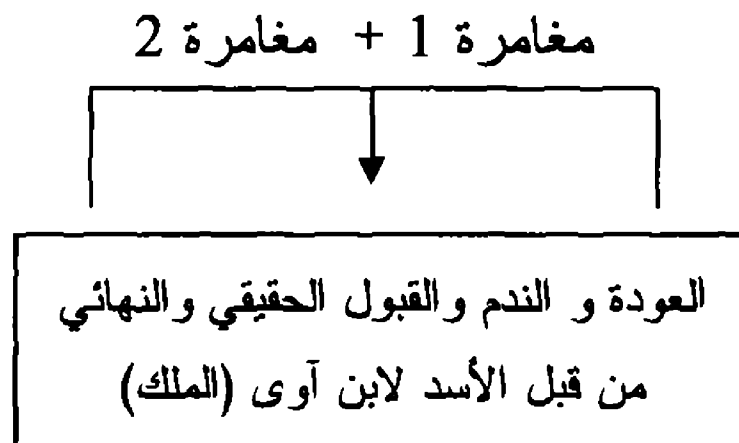 مغامرة 1 + مغامرة 2
العودة و الندم والقبول الحقيقي والنهائي
من قبل الأسد لابن آوى (الملك)